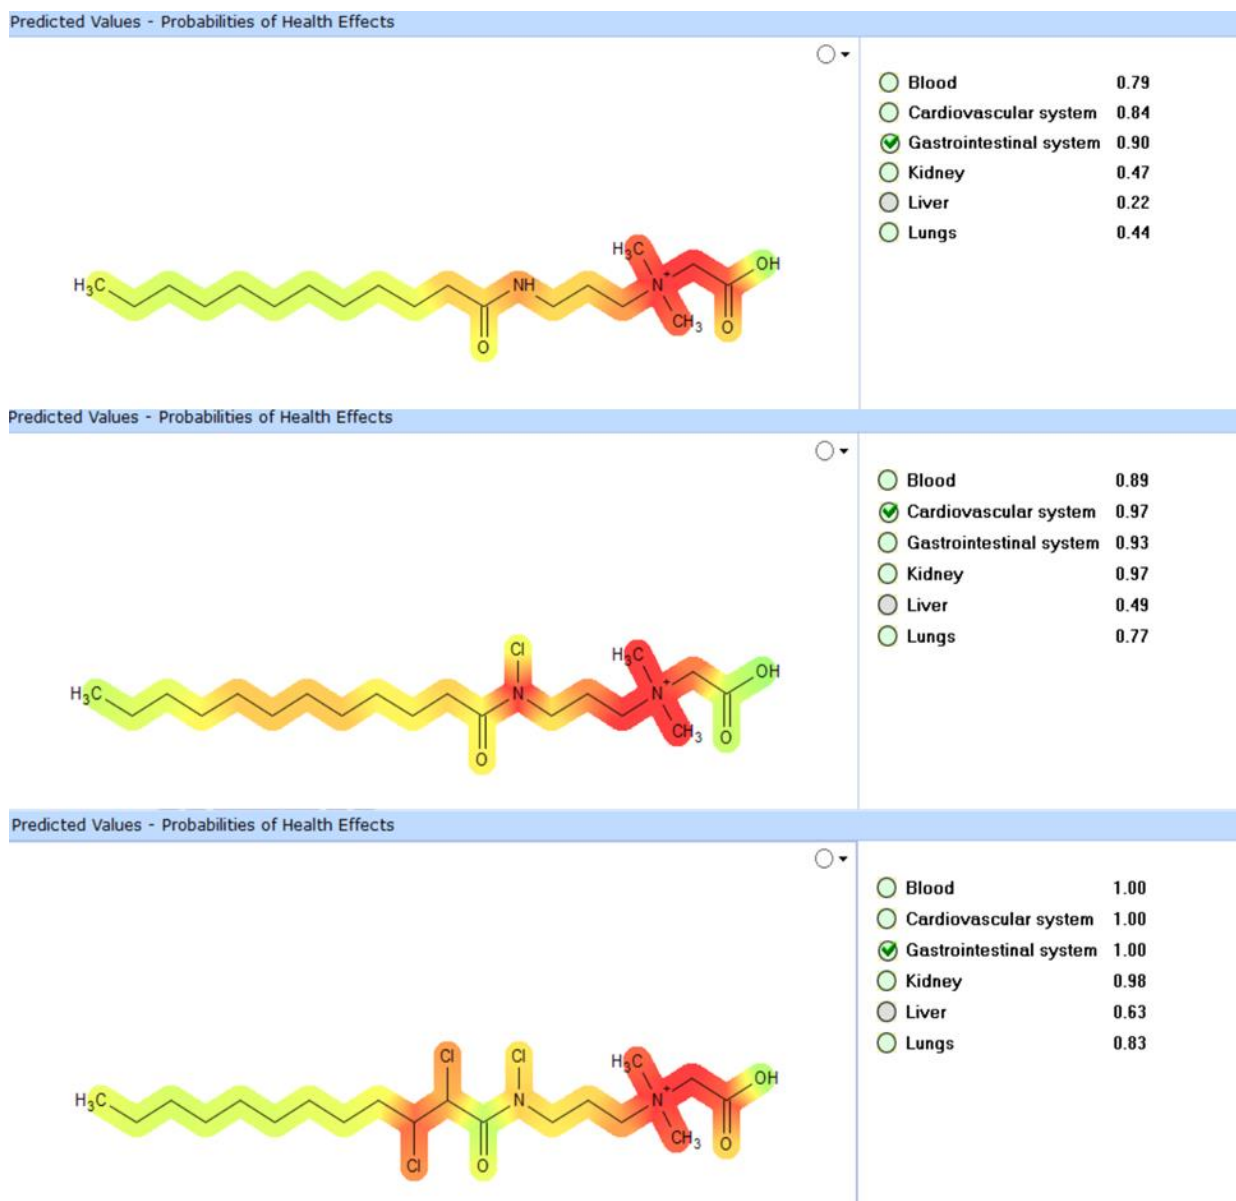 Predicted Values - Probabilities of Health Effects
Blood 0.79
Cardiovascular system 0.84
Gastrointestinal system 0.90
Kidney 0.47
Liver 0.22
Lungs 0.44
H3C
O
NH
H3C
N+
CH3
O
OH
Predicted Values - Probabilities of Health Effects
Blood 0.89
Cardiovascular system 0.97
Gastrointestinal system 0.93
Kidney 0.97
Liver 0.49
Lungs 0.77
H3C
O
Cl
N
H3C
N+
CH3
O
OH
Predicted Values - Probabilities of Health Effects
Blood 1.00
Cardiovascular system 1.00
Gastrointestinal system 1.00
Kidney 0.98
Liver 0.63
Lungs 0.83
H3C
Cl
Cl
O
Cl
N
H3C
N+
CH3
O
OH